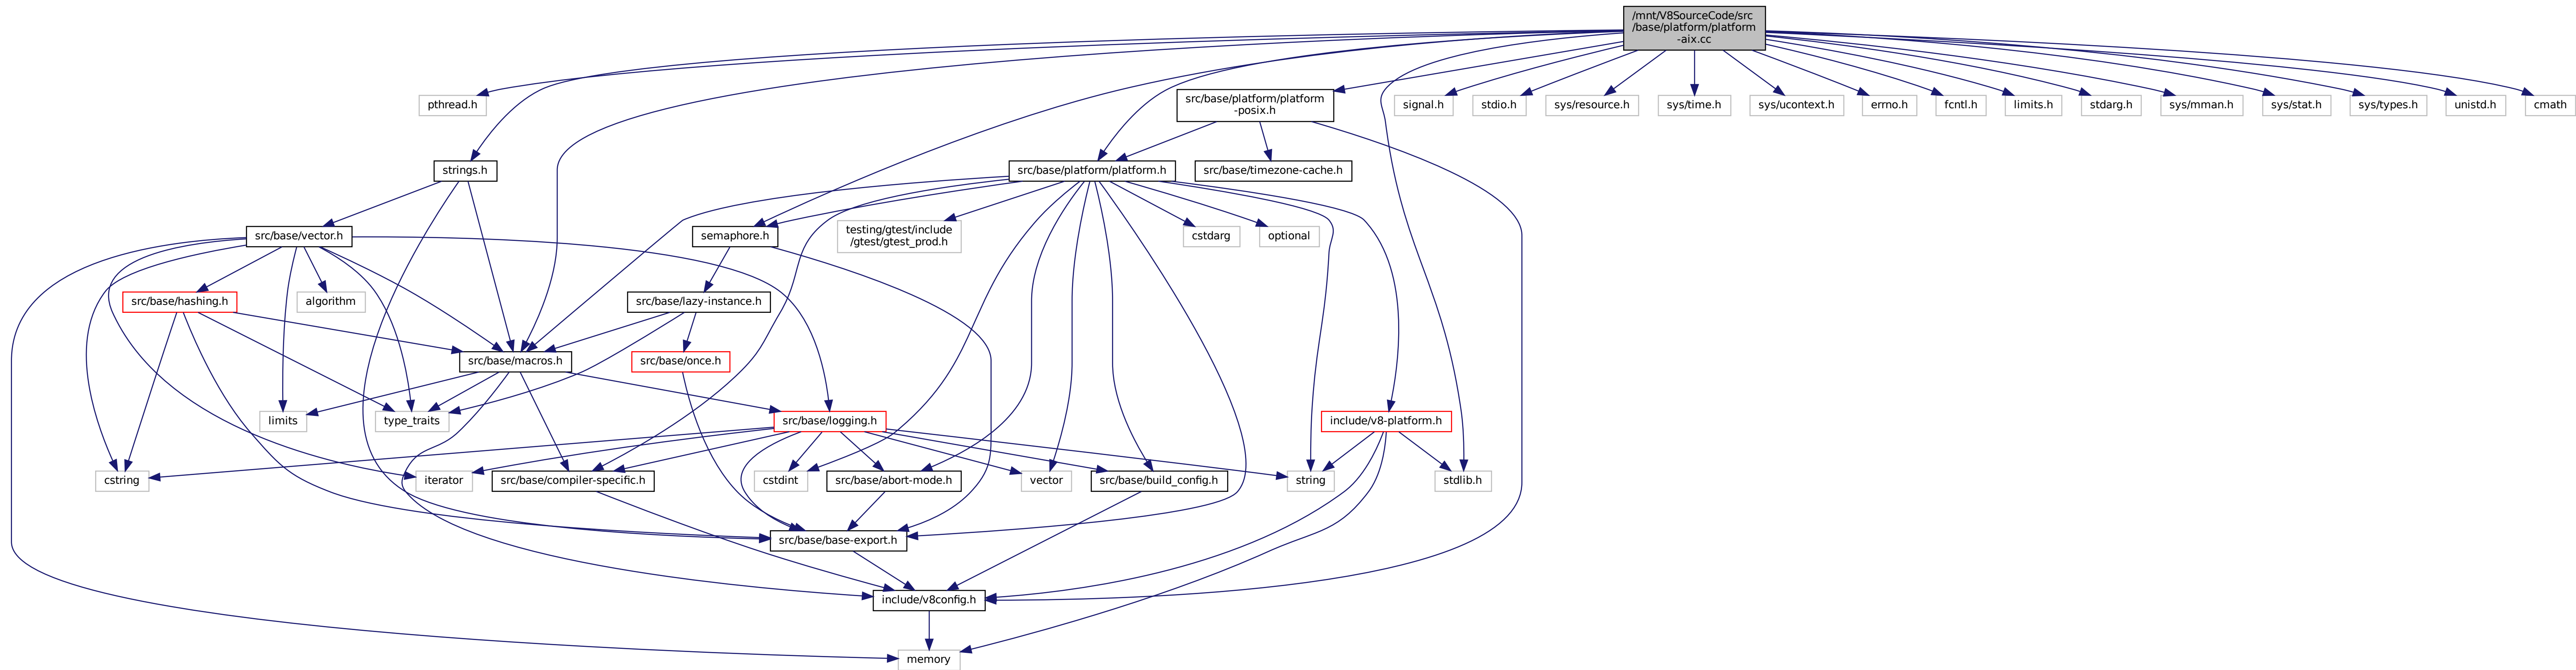 /mnt/V8SourceCode/src
/base/platform/platform
-aix.cc
pthread.h
src/base/platform/platform
-posix.h
signal.h
stdio.h
sys/resource.h
sys/time.h
sys/ucontext.h
errno.h
fcntl.h
limits.h
stdarg.h
sys/mman.h
sys/stat.h
sys/types.h
unistd.h
cmath
strings.h
src/base/platform/platform.h
src/base/timezone-cache.h
src/base/vector.h
semaphore.h
testing/gtest/include
/gtest/gtest_prod.h
cstdarg
optional
src/base/hashing.h
algorithm
src/base/lazy-instance.h
src/base/macros.h
src/base/once.h
limits
type_traits
src/base/logging.h
include/v8-platform.h
cstring
iterator
src/base/compiler-specific.h
cstdint
src/base/abort-mode.h
vector
src/base/build_config.h
string
stdlib.h
src/base/base-export.h
include/v8config.h
memory